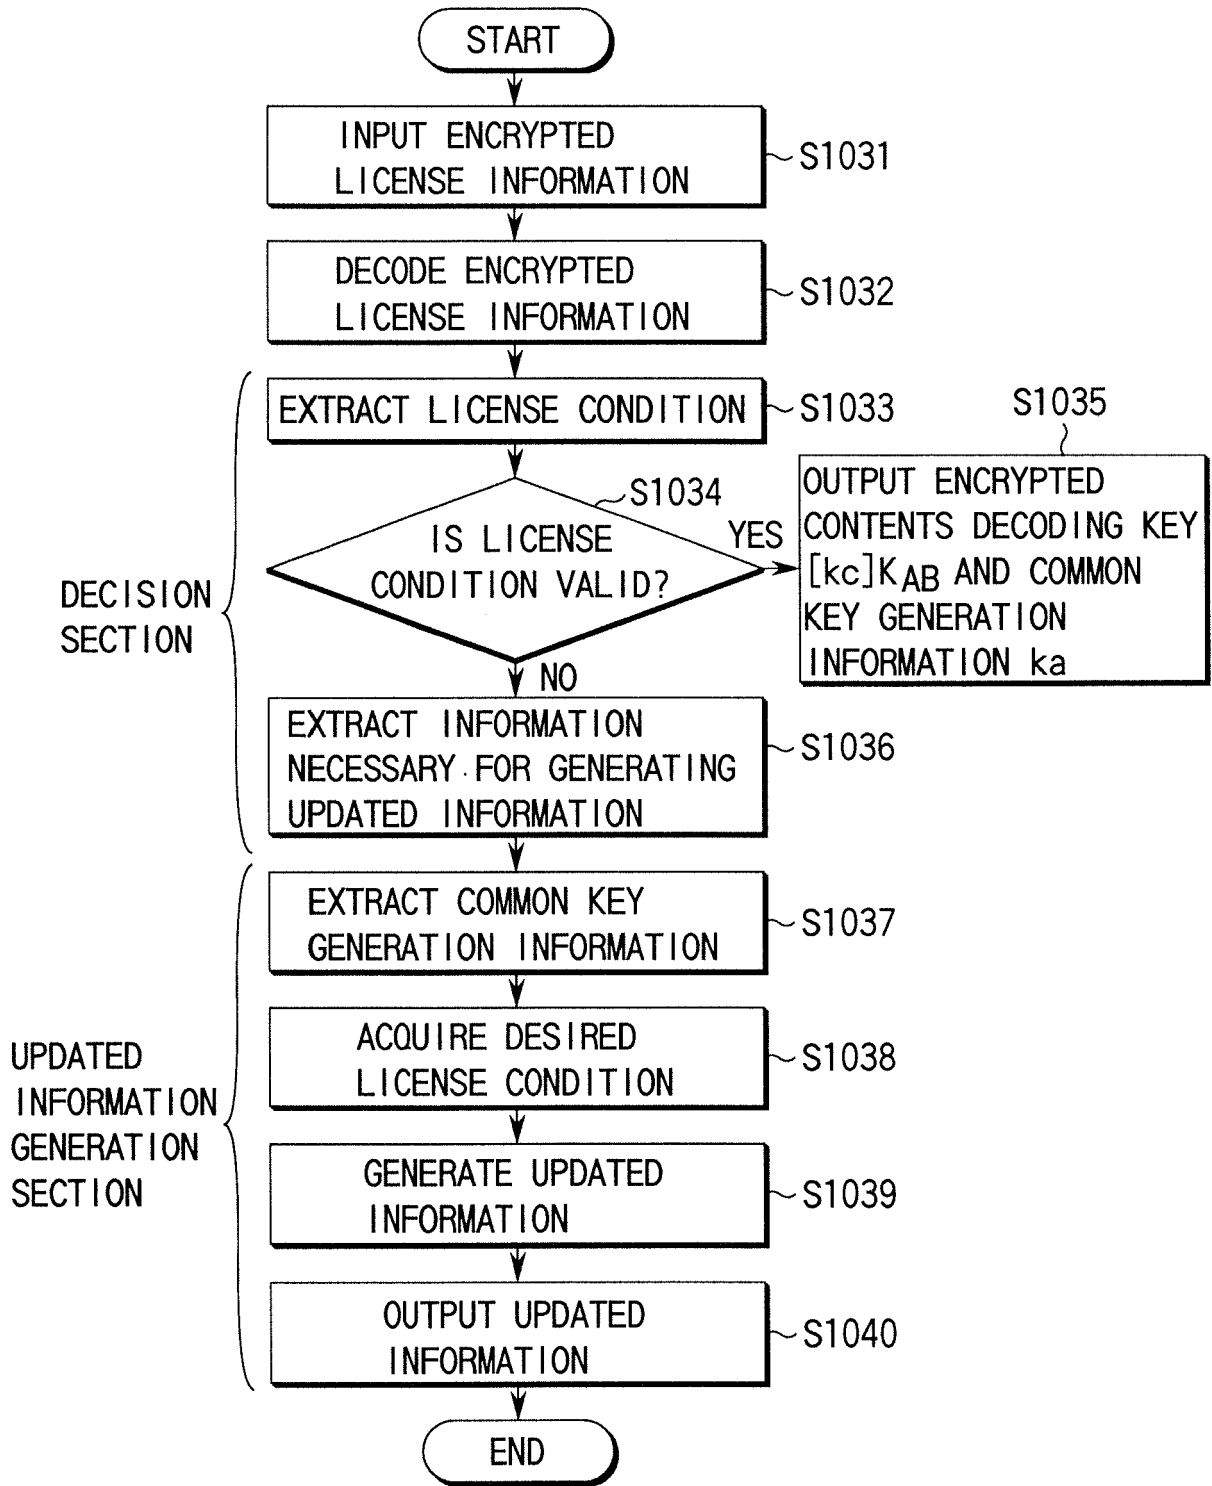 START
INPUT ENCRYPTED
LICENSE INFORMATION
S1031
DECODE ENCRYPTED
LICENSE INFORMATION
S1032
EXTRACT LICENSE CONDITION
S1033
S1034
IS LICENSE
CONDITION VALID?
YES
NO
S1035
OUTPUT ENCRYPTED
CONTENTS DECODING KEY
[kc]KAB AND COMMON
KEY GENERATION
INFORMATION ka
DECISION
SECTION
EXTRACT INFORMATION
NECESSARY FOR GENERATING
UPDATED INFORMATION
S1036
EXTRACT COMMON KEY
GENERATION INFORMATION
S1037
ACQUIRE DESIRED
LICENSE CONDITION
S1038
UPDATED
INFORMATION
GENERATION
SECTION
GENERATE UPDATED
INFORMATION
S1039
OUTPUT UPDATED
INFORMATION
S1040
END